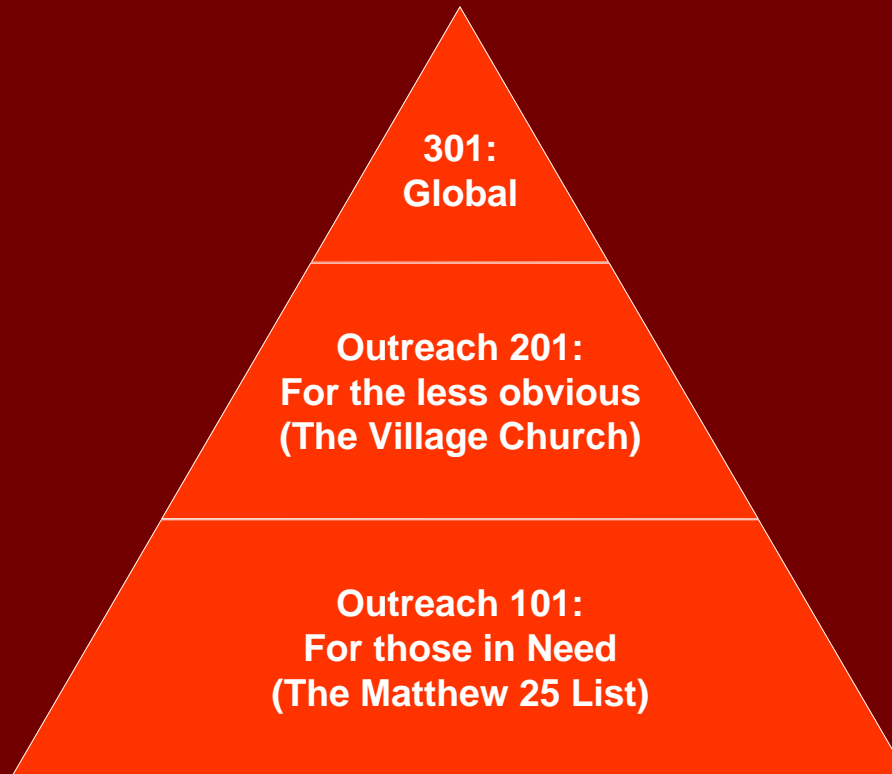 301:
Global
Outreach 201:
For the less obvious
(The Village Church)
Outreach 101:
For those in Need
(The Matthew 25 List)